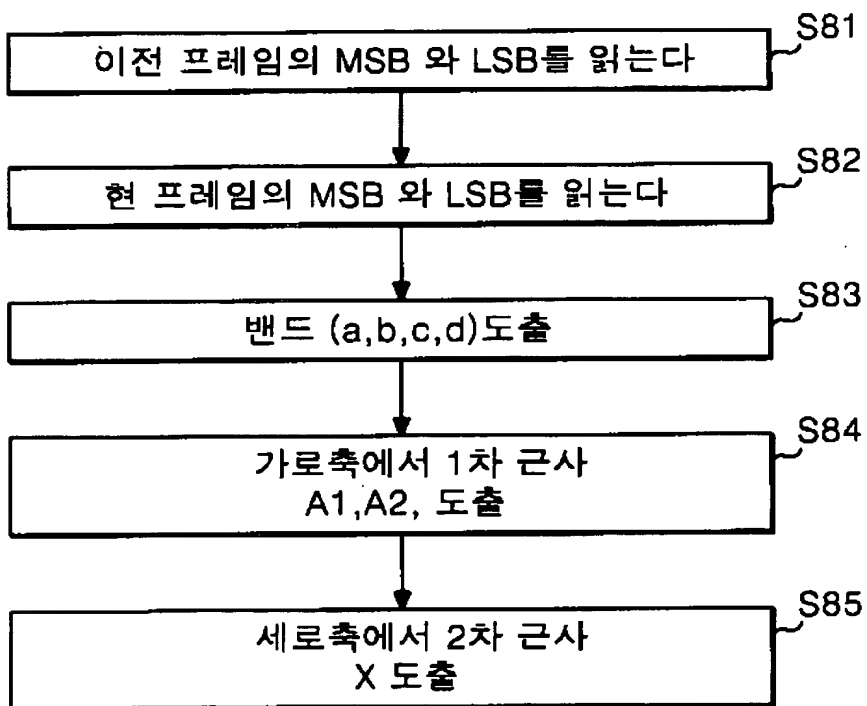 S81
이전 프레임의 MSB 와 LSB를 읽는다
S82
현 프레임의 MSB 와 LSB를 읽는다
S83
밴드 (a,b,c,d)도출
S84
가로축에서 1차 근사
A1,A2, 도출
S85
세로축에서 2차 근사
X 도출